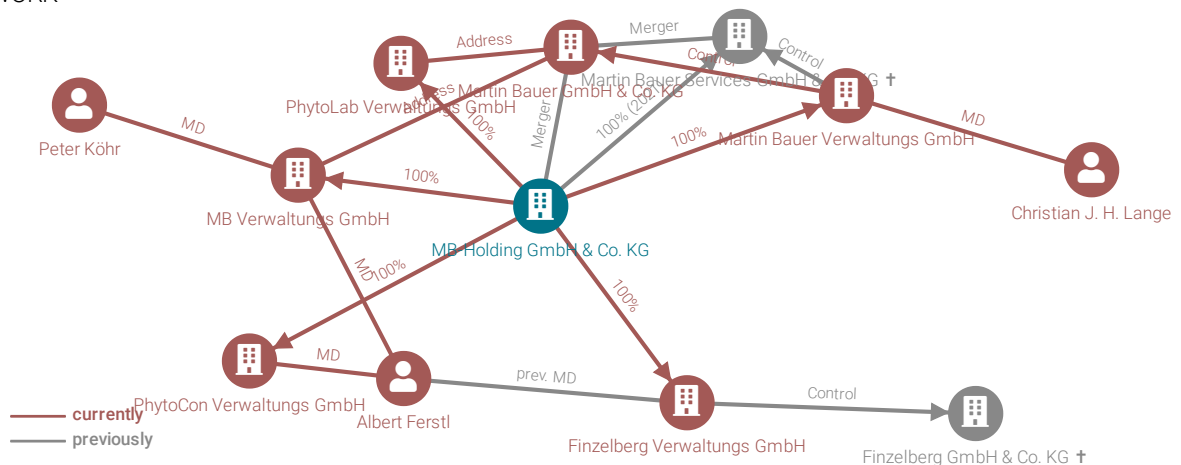 Merger
Address
Control
Control
Martin Bauer Services GmbH & Co. KG ✝
Address
Martin Bauer GmbH & Co. KG
PhytoLab Verwaltungs GmbH
100%
Merger
100% (2021)
MD
Peter Köhr
100%
Martin Bauer Verwaltungs GmbH
MD
Christian J. H. Lange
100%
MB Verwaltungs GmbH
MB-Holding GmbH & Co. KG
MD
100%
100%
MD
prev. MD
Control
PhytoCon Verwaltungs GmbH
currently
Albert Ferstl
previously
Finzelberg Verwaltungs GmbH
Finzelberg GmbH & Co. KG ✝